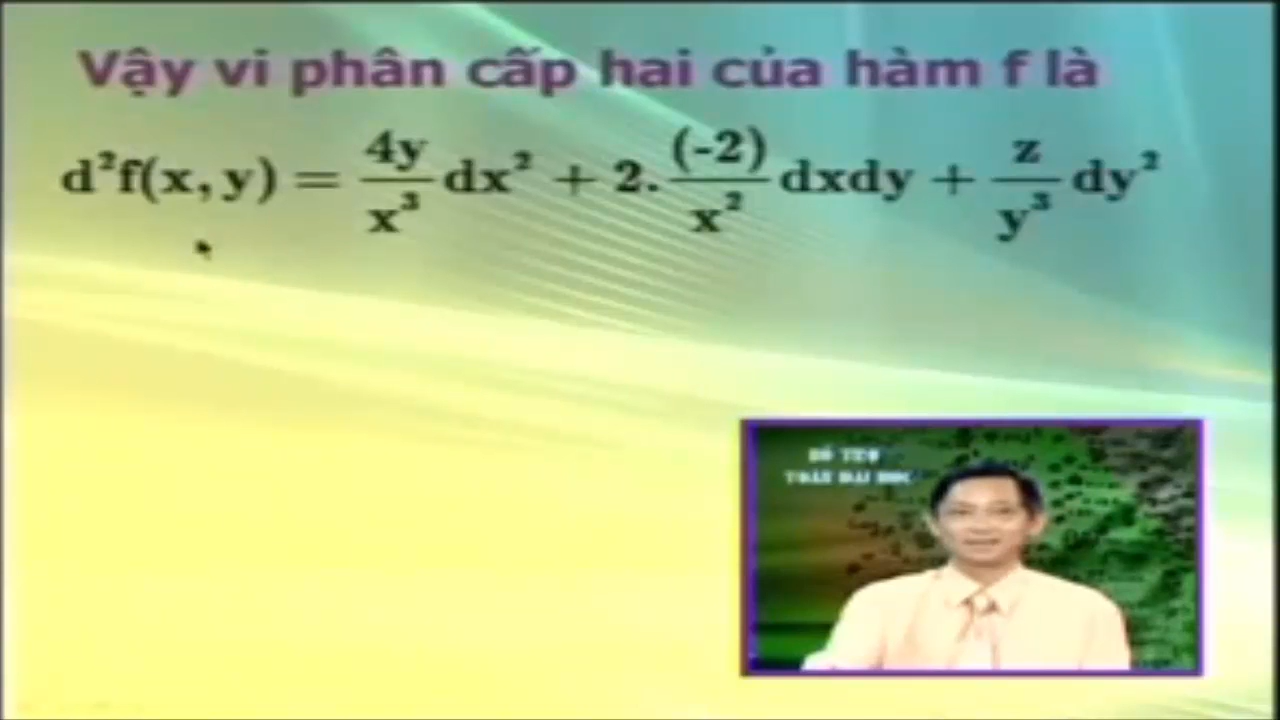 Vậy vi phân cấp hai của hàm f là
d²f(x, y) = 4y/x³ dx² + 2. (-2)/x² dxdy + z/y³ dy²